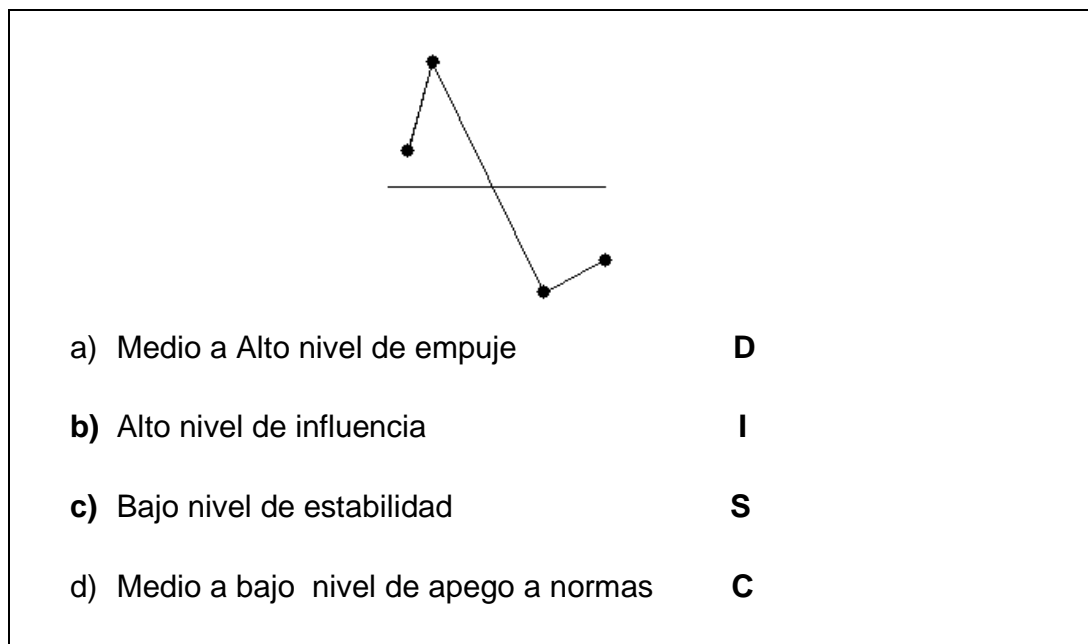 a) Medio a Alto nivel de empuje D
b) Alto nivel de influencia I
c) Bajo nivel de estabilidad S
d) Medio a bajo nivel de apego a normas C